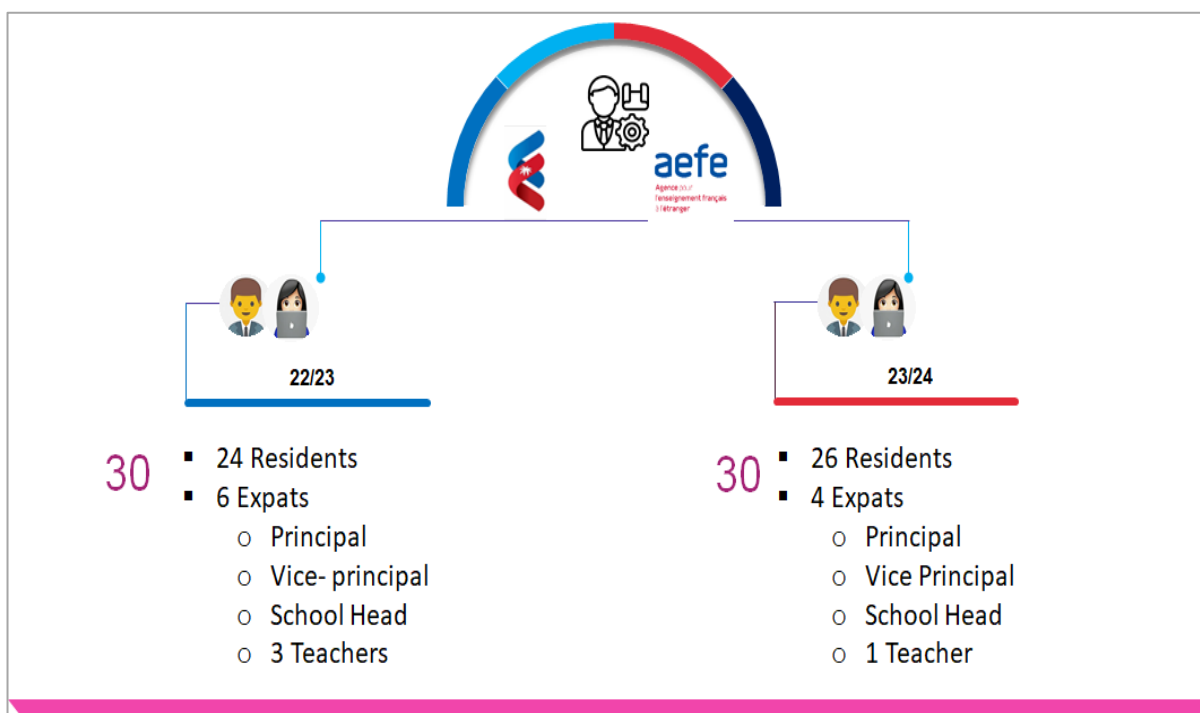 aefe
Agence pour
l'enseignement français
à l'étranger
22/23
30
24 Residents
6 Expats
Principal
Vice- principal
School Head
3 Teachers
23/24
30
26 Residents
4 Expats
Principal
Vice Principal
School Head
1 Teacher